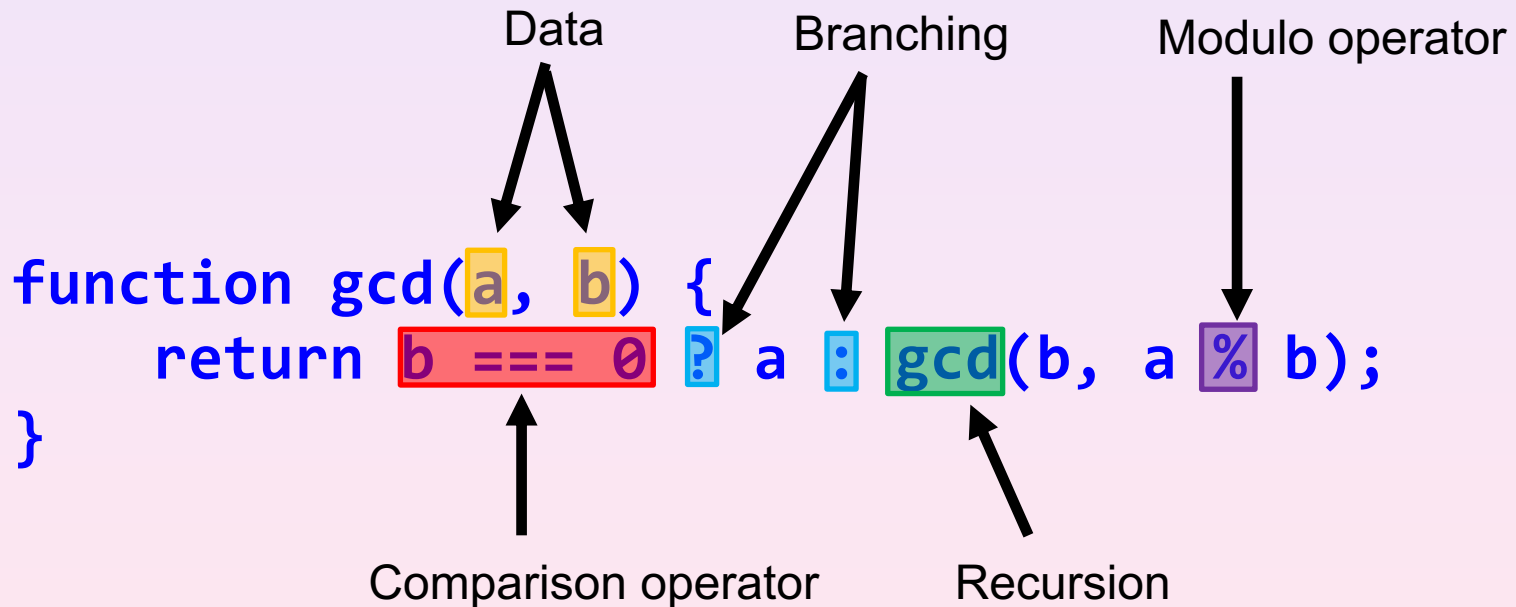 Data Branching Modulo operator
function gcd(a, b) {
return b === 0 ? a : gcd(b, a % b);
}
Comparison operator Recursion